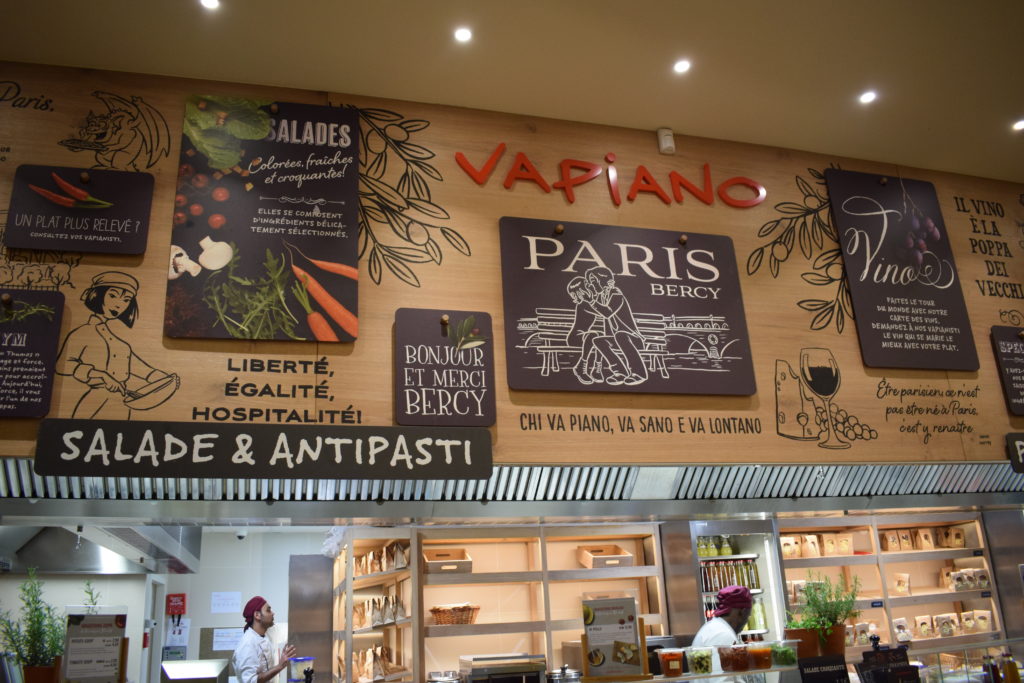 Paris.
UN PLAT PLUS RELEVÉ ?
CONSULTEZ VOS VAPIANISTI.
SALADES
Colorées, fraîches
et croquantes!
ELLES SE COMPOSENT
D'INGRÉDIENTS DÉLICA-
TEMENT SÉLECTIONNÉS.
LIBERTÉ,
ÉGALITÉ,
HOSPITALITÉ!
BONJOUR
ET MERCI
BERCY
SALADE & ANTIPASTI
VAPIANO
PARIS
BERCY
CHI VA PIANO, VA SANO E VA LONTANO
Vino
FAITES LE TOUR
DU MONDE AVEC NOTRE
CARTE DES VINS.
DEMANDEZ À NOS VAPIANISTI
LE VIN QUI SE MARIE LE
MIEUX AVEC VOTRE PLAT.
IL VINO
È LA
POPPA
DEI
VECCHI
Être parisien, ce n'est
pas être né à Paris,
c'est y renaître.
SALADE CROQUANTE